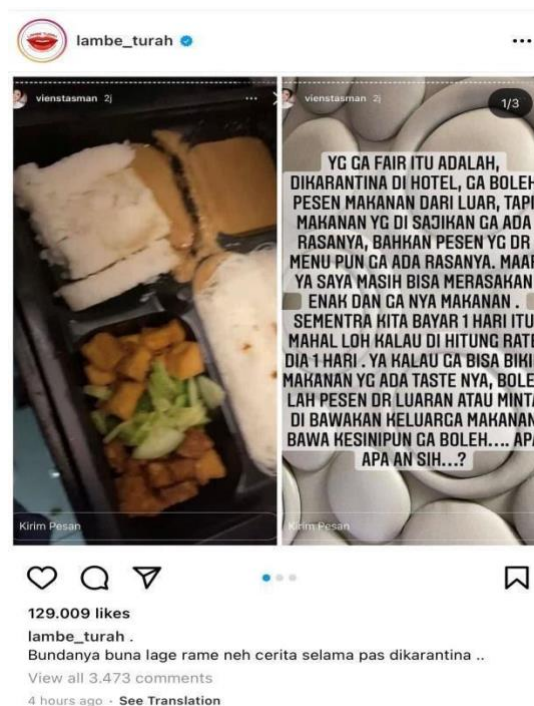 LAMBE TURAH
lambe_turah
vienstasman 2j
vienstasman 2j
1/3
YG GA FAIR ITU ADALAH,
DIKARANTINA DI HOTEL, GA BOLEH
PESEN MAKANAN DARI LUAR, TAPI
MAKANAN YG DI SAJIKAN GA ADA
RASANYA, BAHKAN PESEN YG DR
MENU PUN GA ADA RASANYA. MAAF
YA SAYA MASIH BISA MERASAKAN
ENAK DAN GA NYA MAKANAN .
SEMENTRA KITA BAYAR 1 HARI ITU
MAHAL LOH KALAU DI HITUNG RATE
DIA 1 HARI . YA KALAU GA BISA BIKI
MAKANAN YG ADA TASTE NYA, BOLE
LAH PESEN DR LUARAN ATAU MINTA
DI BAWAKAN KELUARGA MAKANAN
BAWA KESINIPUN GA BOLEH.... APA
APA AN SIH...?
Kirim Pesan
Kirim Pesan
129.009 likes
lambe_turah .
Bundanya buna lage rame neh cerita selama pas dikarantina ..
View all 3.473 comments
4 hours ago · See Translation